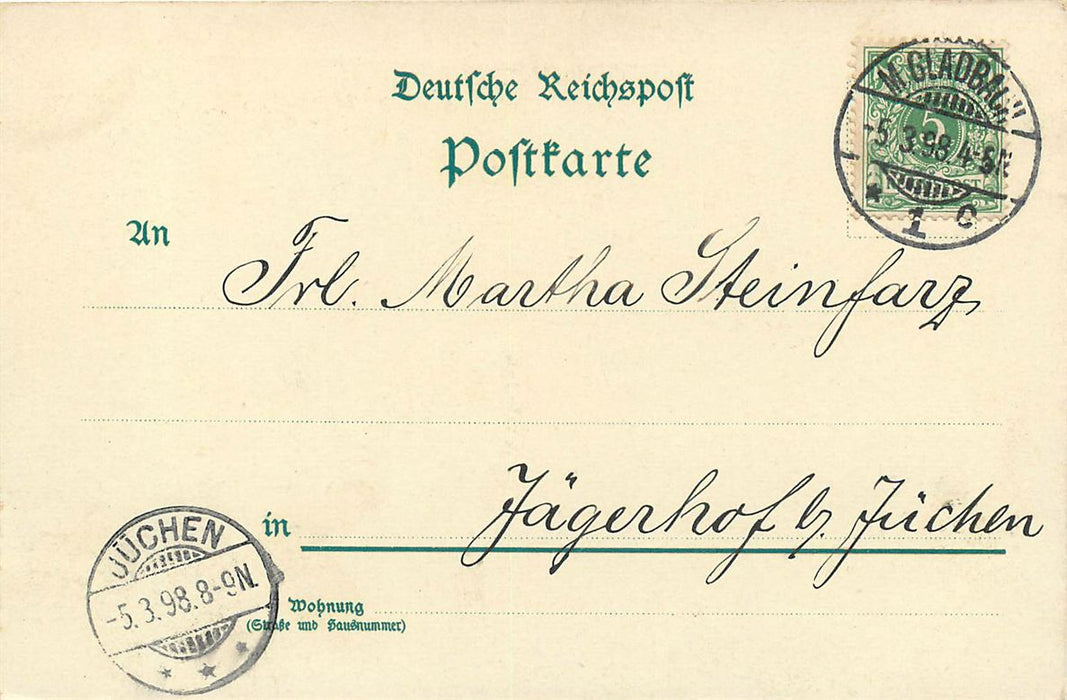 Deutsche Reichspost
Postkarte
M. GLADBACH
-5.3.98.4-5N.
* 1 C
5
An
Frl. Martha Steinfarz
in
Jägerhof b/ Jüchen
JÜCHEN
-5.3.98.8-9N.
* * *
Wohnung
(Straße und Hausnummer)